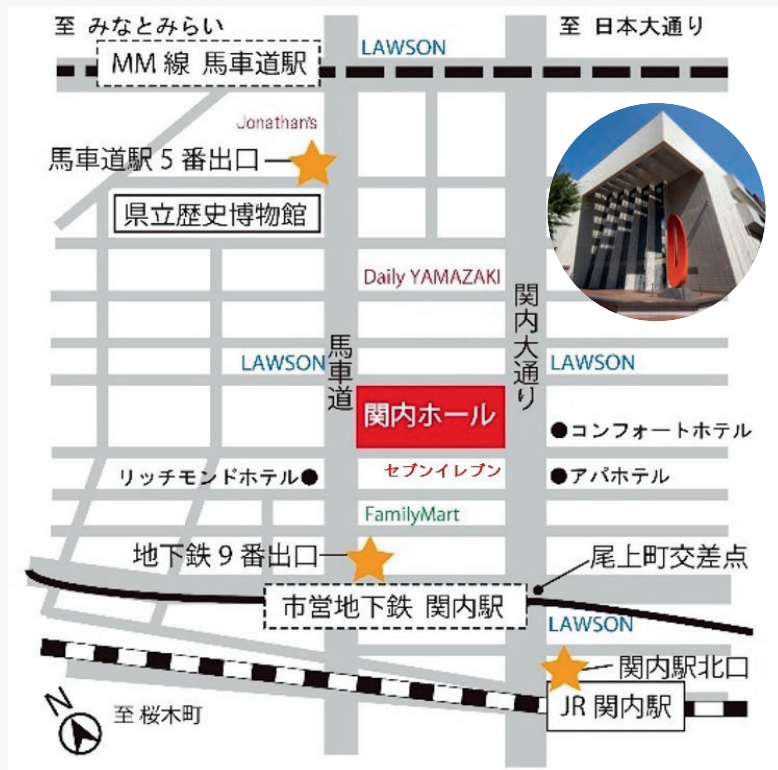 至 みなとみらい
LAWSON
至 日本大通り
MM線 馬車道駅
Jonathan's
馬車道駅5番出口
県立歴史博物館
Daily YAMAZAKI
関内大通り
馬車道
LAWSON
LAWSON
関内ホール
コンフォートホテル
リッチモンドホテル
セブンイレブン
アパホテル
FamilyMart
地下鉄9番出口
尾上町交差点
市営地下鉄 関内駅
LAWSON
関内駅北口
N
至 桜木町
JR関内駅